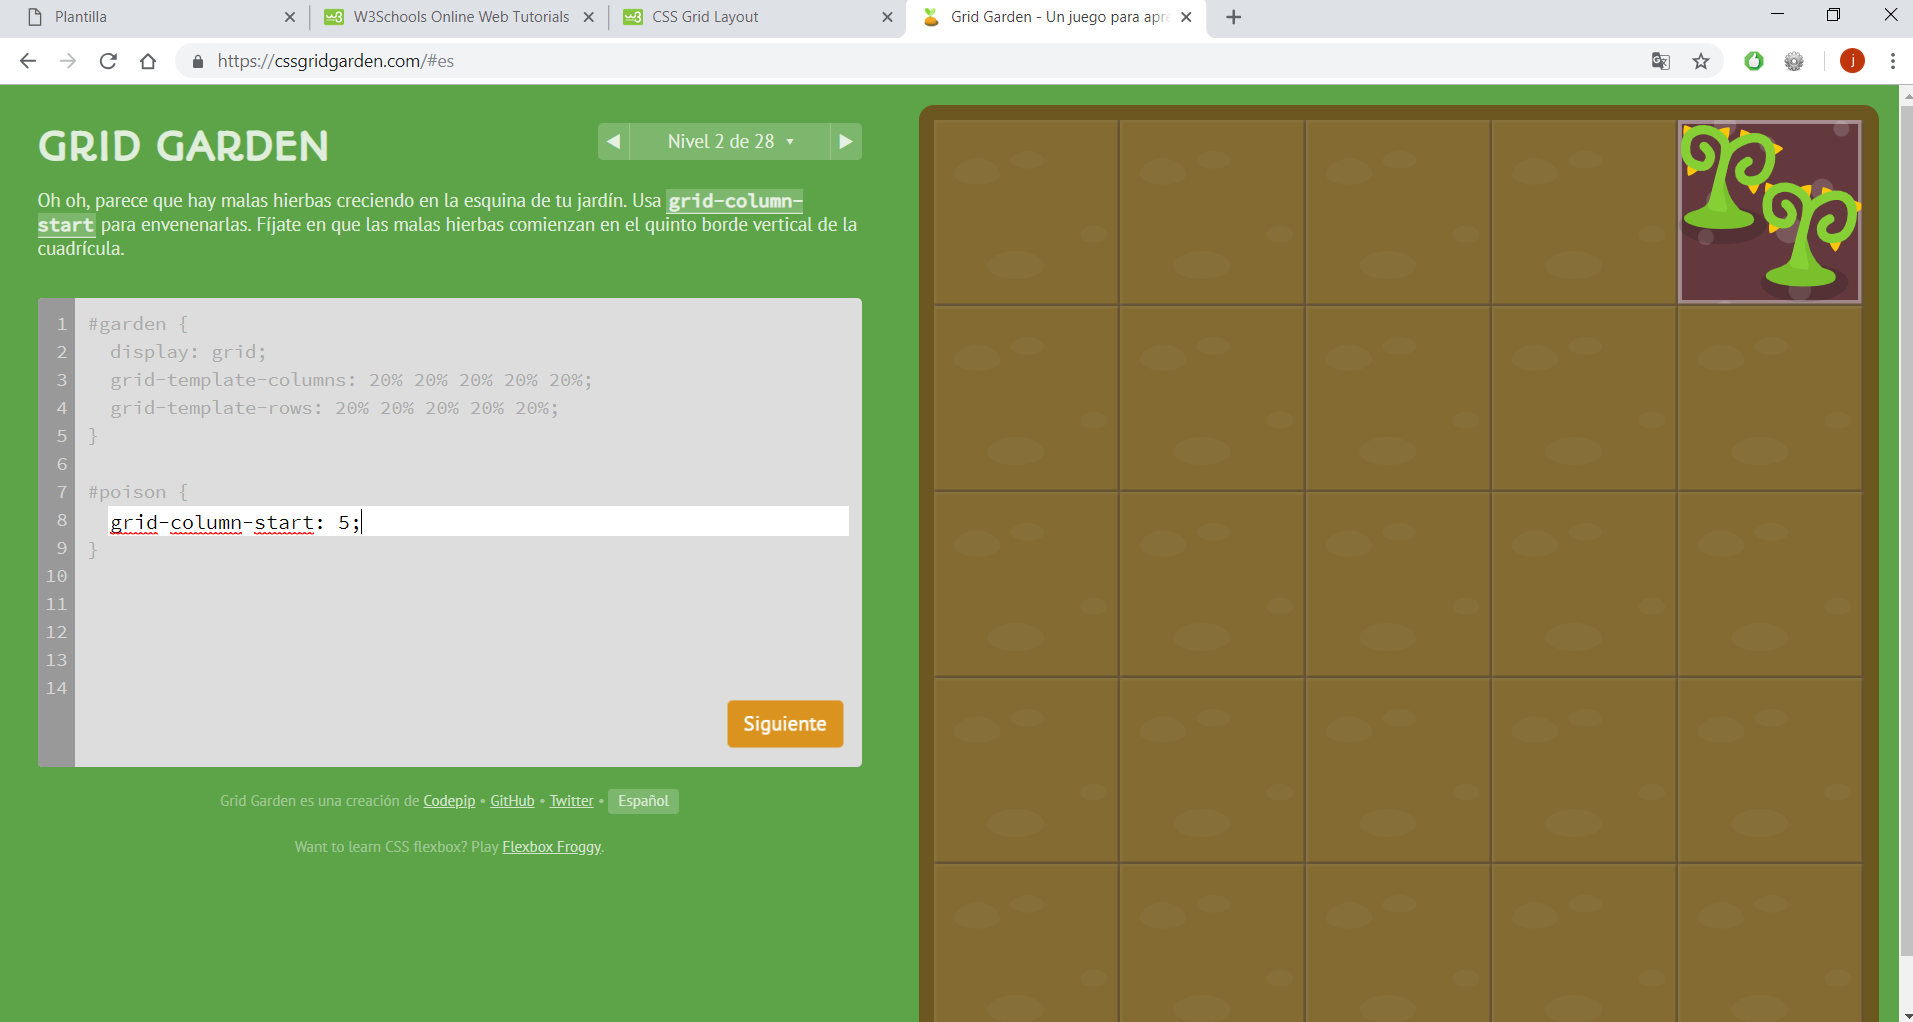 Plantilla
W3Schools Online Web Tutorials
CSS Grid Layout
Grid Garden - Un juego para apre
https://cssgridgarden.com/#es
j
GRID GARDEN
Nivel 2 de 28
Oh oh, parece que hay malas hierbas creciendo en la esquina de tu jardín. Usa grid-column-
start para envenenarlas. Fíjate en que las malas hierbas comienzan en el quinto borde vertical de la
cuadrícula.
1 #garden {
2 display: grid;
3 grid-template-columns: 20% 20% 20% 20% 20%;
4 grid-template-rows: 20% 20% 20% 20% 20%;
5 }
6
7 #poison {
8 grid-column-start: 5;
9 }
10
11
12
13
14
Siguiente
Grid Garden es una creación de Codepip • GitHub • Twitter • Español
Want to learn CSS flexbox? Play Flexbox Froggy.